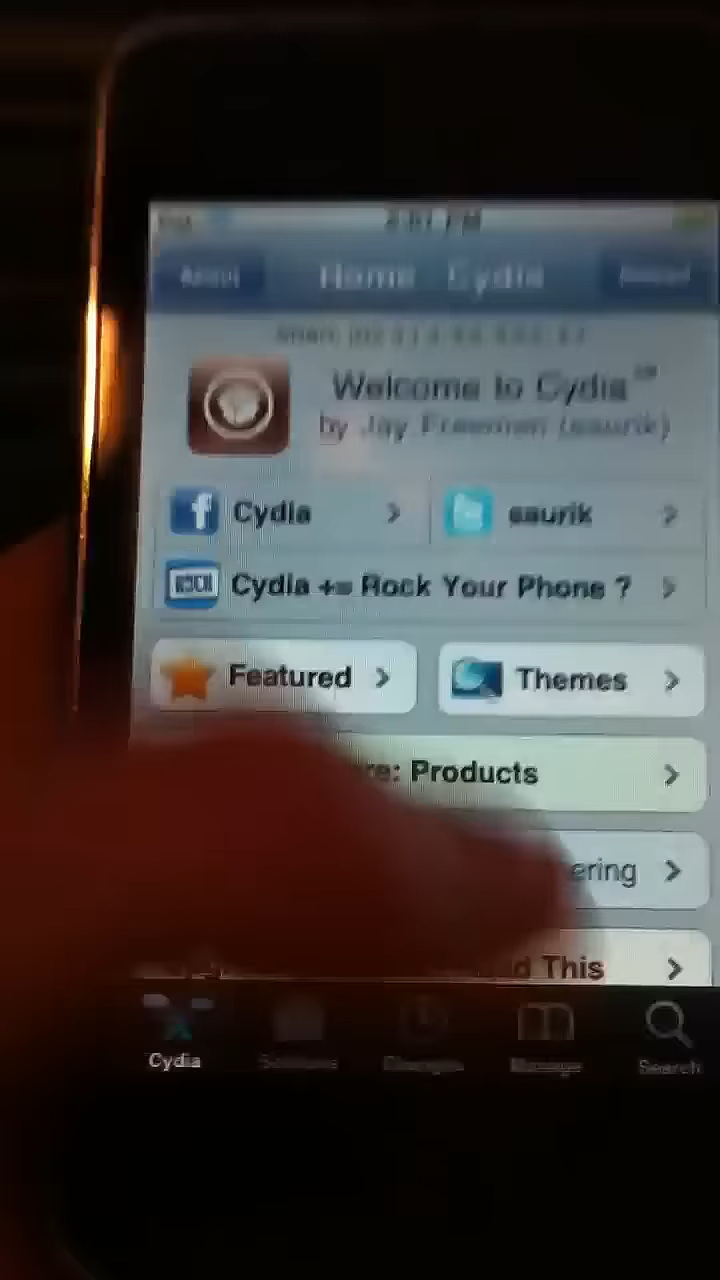 About Home Cydia Reload
Welcome to Cydia™
by Jay Freeman (saurik)
Cydia saurik
ROCK Cydia += Rock Your Phone ?
Featured Themes
re: Products
ering
d This
Cydia Sections Changes Manage Search